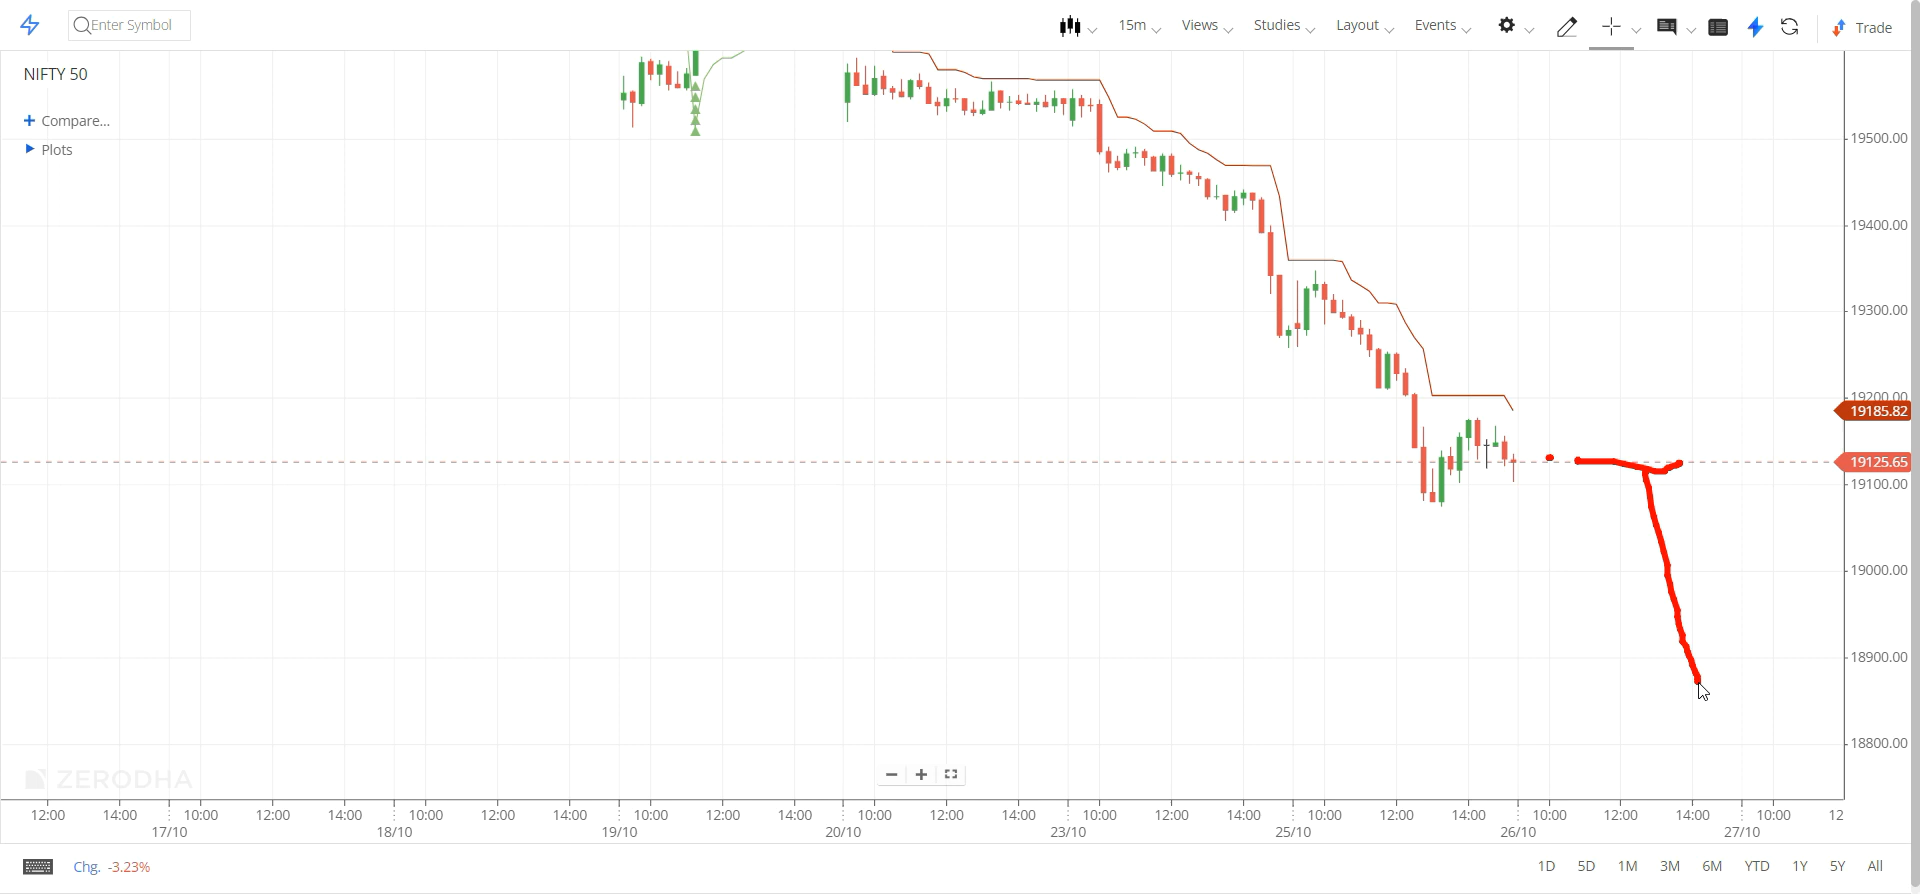 Enter Symbol
15m Views Studies Layout Events Trade
NIFTY 50
Compare...
Plots
19500.00
19400.00
19300.00
19200.00
19185.82
19125.65
19100.00
19000.00
18900.00
18800.00
ZERODHA
12:00 14:00 10:00 12:00 14:00 10:00 12:00 14:00 10:00 12:00 14:00 10:00 12:00 14:00 10:00 12:00 14:00 10:00 12:00 14:00 10:00 12:00 14:00 10:00 12
17/10 18/10 19/10 20/10 23/10 25/10 26/10 27/10
Chg. -3.23% 1D 5D 1M 3M 6M YTD 1Y 5Y All